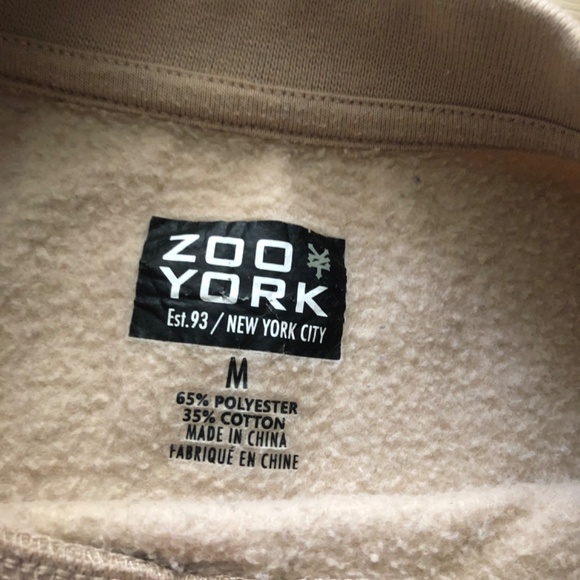 ZOO
YORK
Est.93 / NEW YORK CITY
M
65% POLYESTER
35% COTTON
MADE IN CHINA
FABRIQUÉ EN CHINE